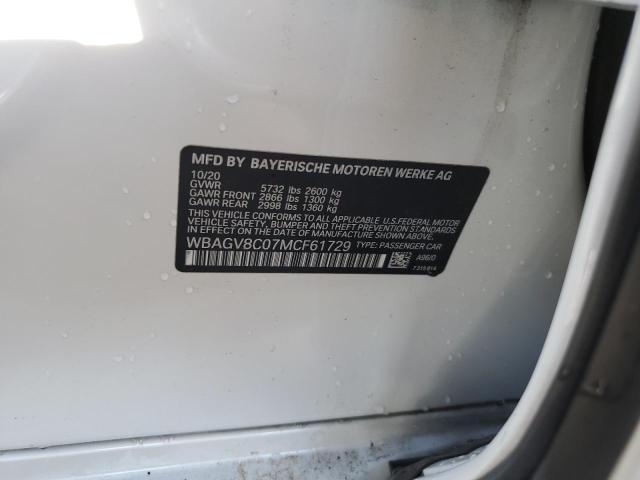 MFD BY BAYERISCHE MOTOREN WERKE AG
10/20
GVWR 5732 lbs 2600 kg
GAWR FRONT 2866 lbs 1300 kg
GAWR REAR 2998 lbs 1360 kg
THIS VEHICLE CONFORMS TO ALL APPLICABLE U.S.FEDERAL MOTOR
VEHICLE SAFETY, BUMPER, AND THEFT PREVENTION STANDARDS
IN EFFECT ON THE DATE OF MANUFACTURE SHOWN ABOVE.
WBAGV8C07MCF61729 TYPE: PASSENGER CAR
A96/0